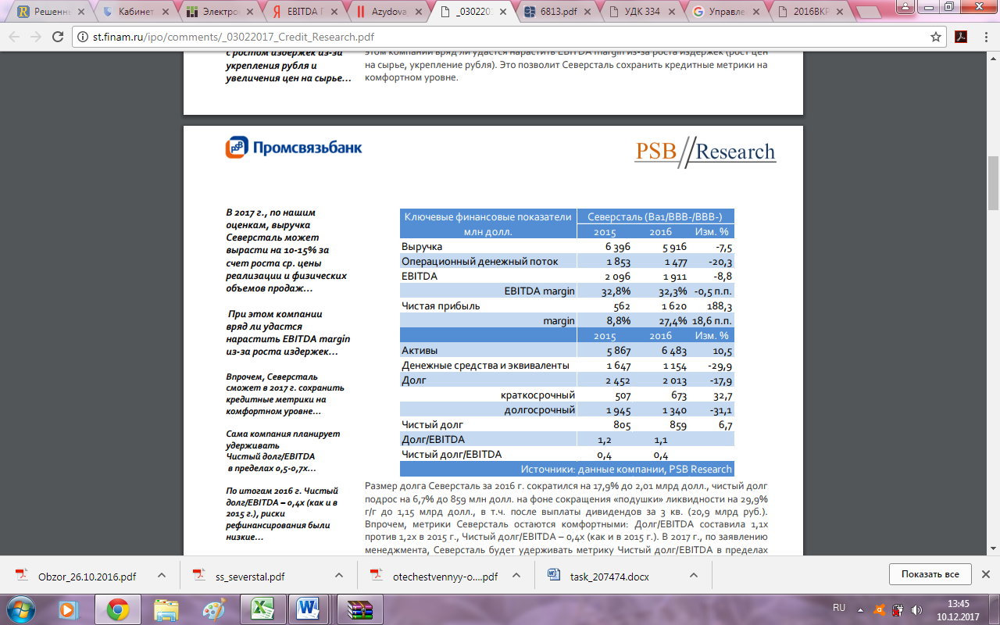 Решени
Кабинет
Электро
EBITDA Г
Azydova
_030220
6813.pdf
УДК 334
Управле
2016ВКР
st.finam.ru/ipo/comments/_03022017_Credit_Research.pdf
с ростом издержек из-за
укрепления рубля и
увеличения цен на сырье...
этом компании вряд ли удастся нарастить EBITDA margin из-за роста издержек (рост цен
на сырье, укрепление рубля). Это позволит Северсталь сохранить кредитные метрики на
комфортном уровне.
Промсвязьбанк
PSB Research
В 2017 г., по нашим
оценкам, выручка
Северсталь может
вырасти на 10-15% за
счет роста ср. цены
реализации и физических
объемов продаж...
При этом компании
вряд ли удастся
нарастить EBITDA margin
из-за роста издержек...
Впрочем, Северсталь
сможет в 2017 г. сохранить
кредитные метрики на
комфортном уровне...
Сама компания планирует
удерживать
Чистый долг/EBITDA
в пределах 0,5-0,7х...
По итогам 2016 г. Чистый
долг/EBITDA – 0,4х (как и в
2015 г.), риски
рефинансирования были
низкие...
Ключевые финансовые показатели Северсталь (Ba1/BBB-/BBB-)
млн долл. 2015 2016 Изм. %
Выручка 6 396 5 916 -7,5
Операционный денежный поток 1 853 1 477 -20,3
EBITDA 2 096 1 911 -8,8
EBITDA margin 32,8% 32,3% -0,5 п.п.
Чистая прибыль 562 1 620 188,3
margin 8,8% 27,4% 18,6 п.п.
2015 2016 Изм. %
Активы 5 867 6 483 10,5
Денежные средства и эквиваленты 1 647 1 154 -29,9
Долг 2 452 2 013 -17,9
краткосрочный 507 673 32,7
долгосрочный 1 945 1 340 -31,1
Чистый долг 805 859 6,7
Долг/EBITDA 1,2 1,1
Чистый долг/EBITDA 0,4 0,4
Источники: данные компании, PSB Research
Размер долга Северсталь за 2016 г. сократился на 17,9% до 2,01 млрд долл., чистый долг
подрос на 6,7% до 859 млн долл. на фоне сокращения «подушки» ликвидности на 29,9%
г/г до 1,15 млрд долл., в т.ч. после выплаты дивидендов за 3 кв. (20,9 млрд руб.).
Впрочем, метрики Северсталь остаются комфортными: Долг/EBITDA составила 1,1х
против 1,2х в 2015 г., Чистый долг/EBITDA – 0,4х (как и в 2015 г.). В 2017 г., по заявлению
менеджмента, Северсталь будет удерживать метрику Чистый долг/EBITDA в пределах
Obzor_26.10.2016.pdf
ss_severstal.pdf
otechestvennyy-o....pdf
task_207474.docx
Показать все
RU
13:45
10.12.2017